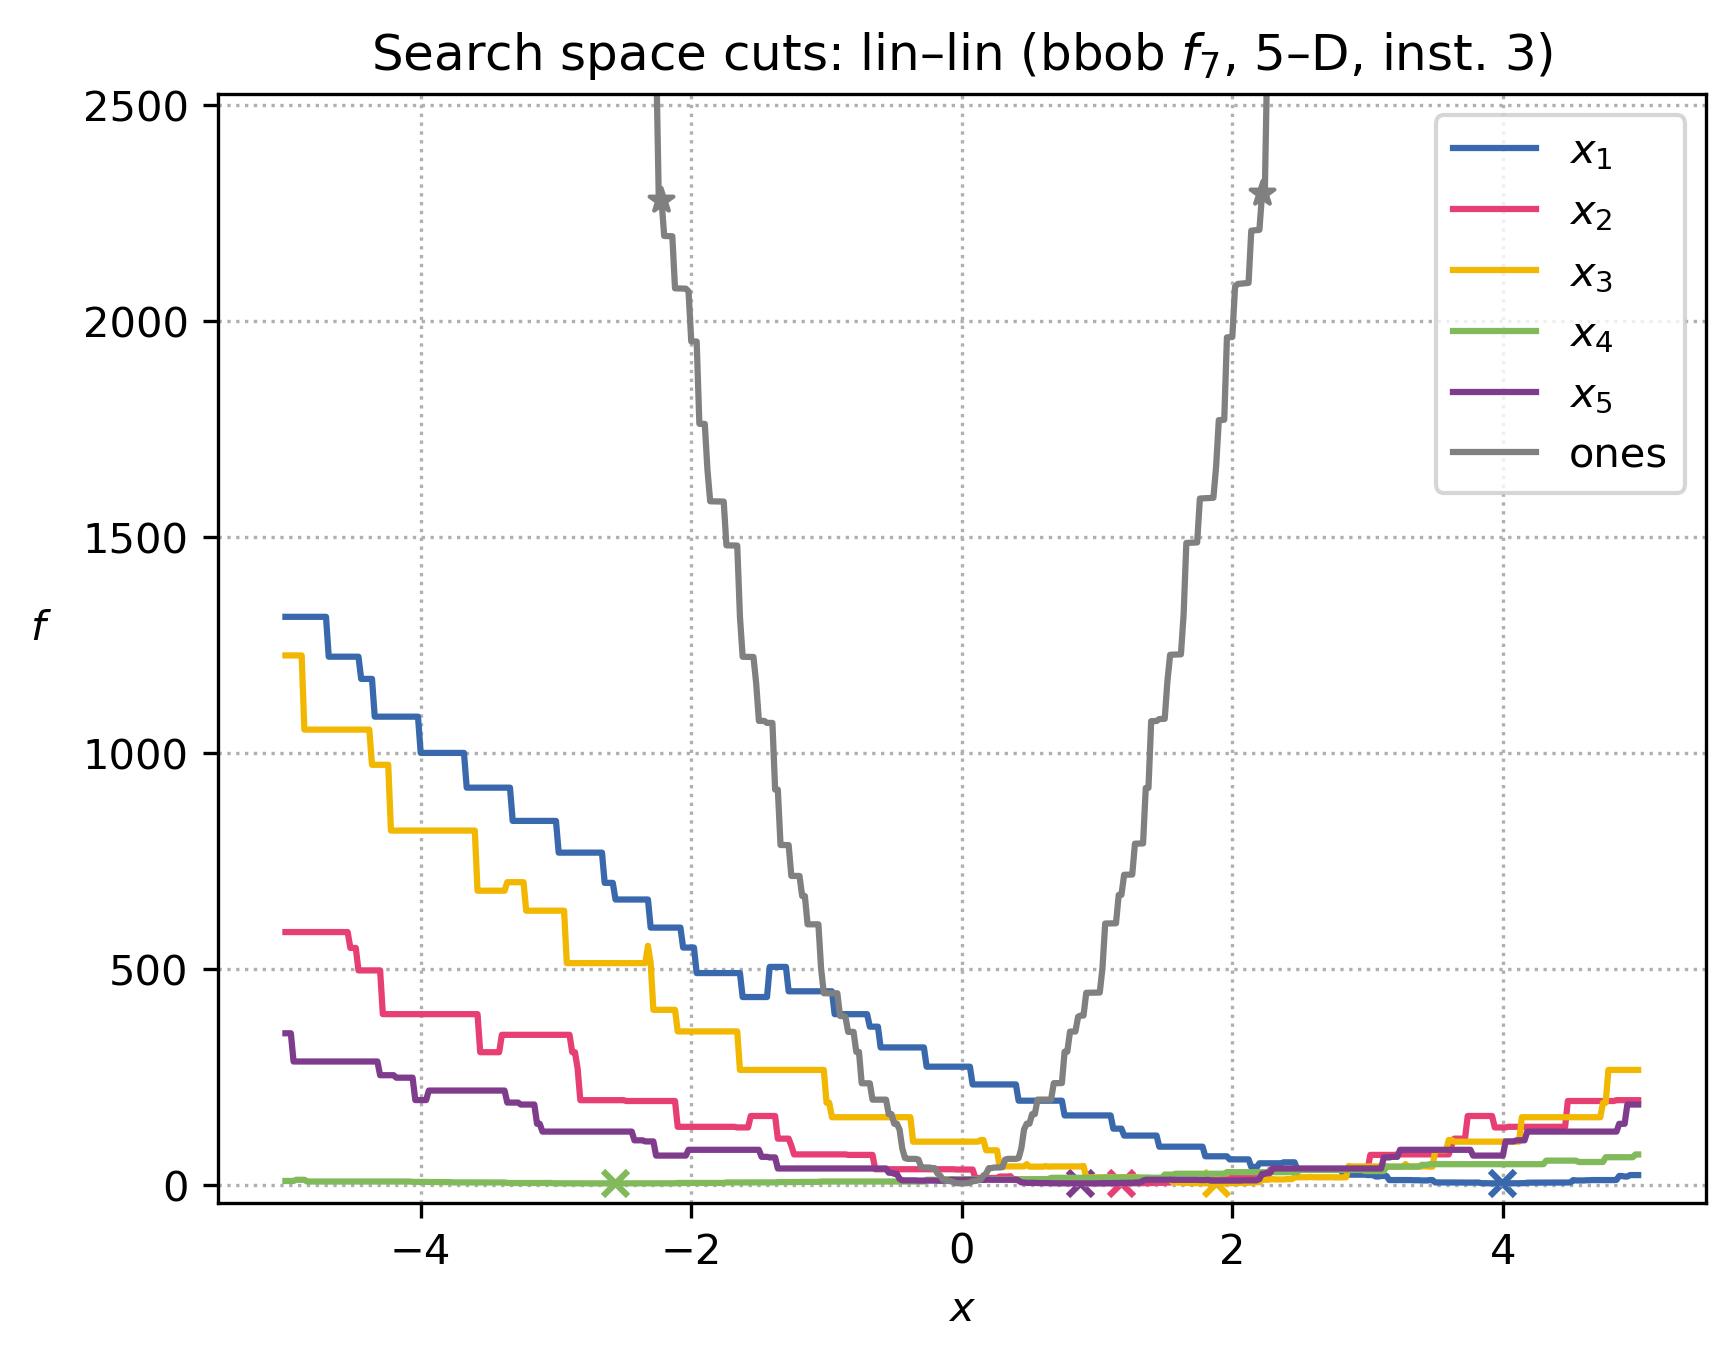 Search space cuts: lin–lin (bbob f₇, 5–D, inst. 3)
2500
2000
1500
1000
500
0
f
−4
−2
0
2
4
x
x₁
x₂
x₃
x₄
x₅
ones